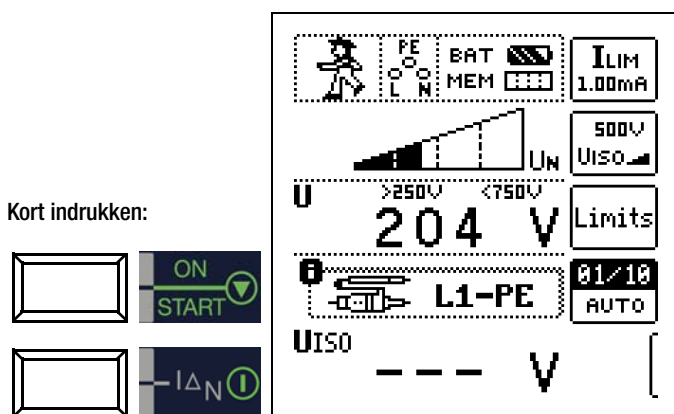 Kort indrukken:
ON
START
IΔN
PE
L N
BAT
MEM
ILIM
1.00mA
UN
500V
UISO
U >250V <750V
204 V
Limits
L1-PE
01/10
AUTO
UISO
--- V